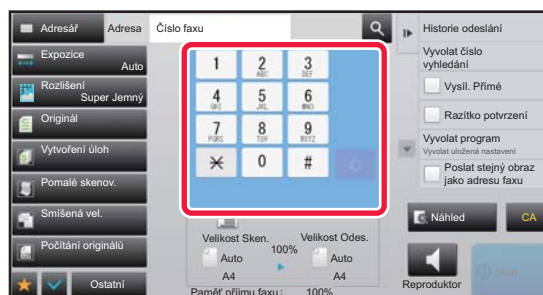 Adresář
Adresa
Číslo faxu
Expozice
Auto
Rozlišení
Super Jemný
Originál
Vytvoření úloh
Pomalé skenov.
Smíšená vel.
Počítání originálů
Ostatní
1
2
ABC
3
DEF
4
GHI
5
JKL
6
MNO
7
PQRS
8
TUV
9
WXYZ
0
#
Velikost Sken.
100%
Velikost Odes.
Auto
A4
Auto
A4
Paměť příjmu faxu:
100%
Historie odeslání
Vyvolat číslo
vyhledání
Vysíl. Přímé
Razítko potvrzení
Vyvolat program
Vyvolat uložená nastavení
Poslat stejný obraz
jako adresu faxu
Náhled
CA
Reproduktor
Start